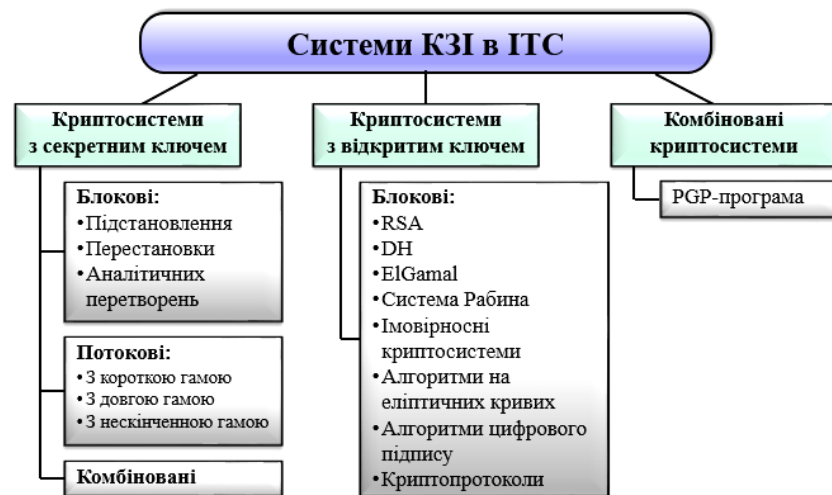 Системи КЗІ в ІТС
Криптосистеми
з секретним ключем
Блокові:
•Підстановлення
•Перестановки
•Аналітичних
перетворень
Потокові:
•З короткою гамою
•З довгою гамою
•З нескінченною гамою
Комбіновані
Криптосистеми
з відкритим ключем
Блокові:
•RSA
•DH
•ElGamal
•Система Рабина
•Імовірносні
криптосистеми
•Алгоритми на
еліптичних кривих
•Алгоритми цифрового
підпису
•Криптопротоколи
Комбіновані
криптосистеми
PGP-програма